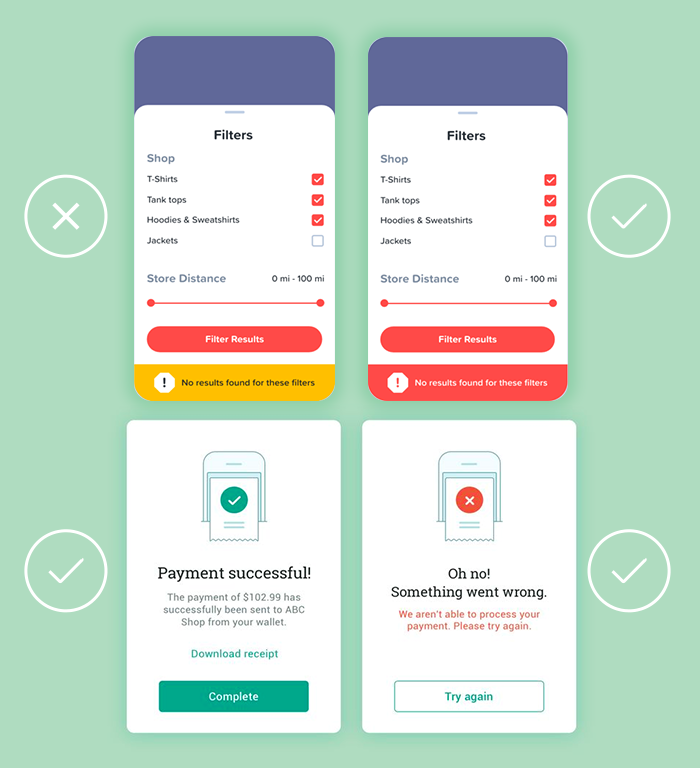 Filters
Shop
T-Shirts
Tank tops
Hoodies & Sweatshirts
Jackets
Store Distance 0 mi - 100 mi
Filter Results
! No results found for these filters
Filters
Shop
T-Shirts
Tank tops
Hoodies & Sweatshirts
Jackets
Store Distance 0 mi - 100 mi
Filter Results
! No results found for these filters
Payment successful!
The payment of $102.99 has
successfully been sent to ABC
Shop from your wallet.
Download receipt
Complete
Oh no!
Something went wrong.
We aren't able to process your
payment. Please try again.
Try again